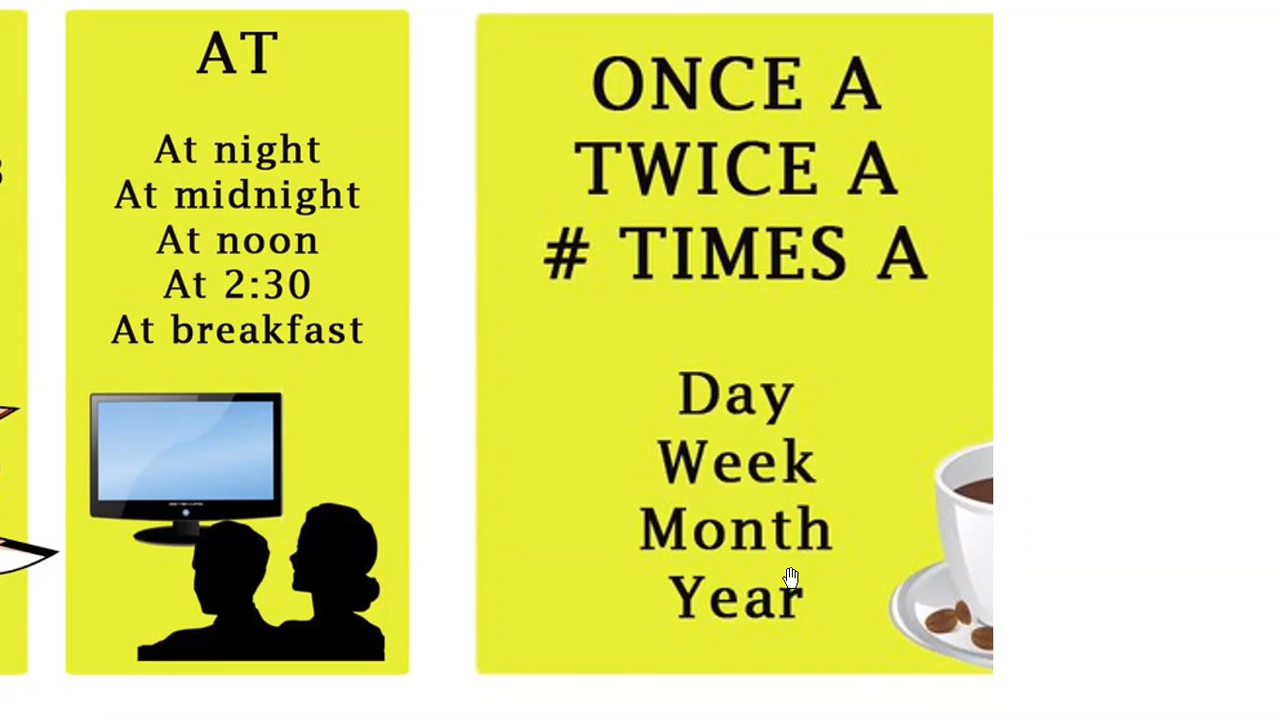 AT
At night
At midnight
At noon
At 2:30
At breakfast
ONCE A
TWICE A
# TIMES A
Day
Week
Month
Year